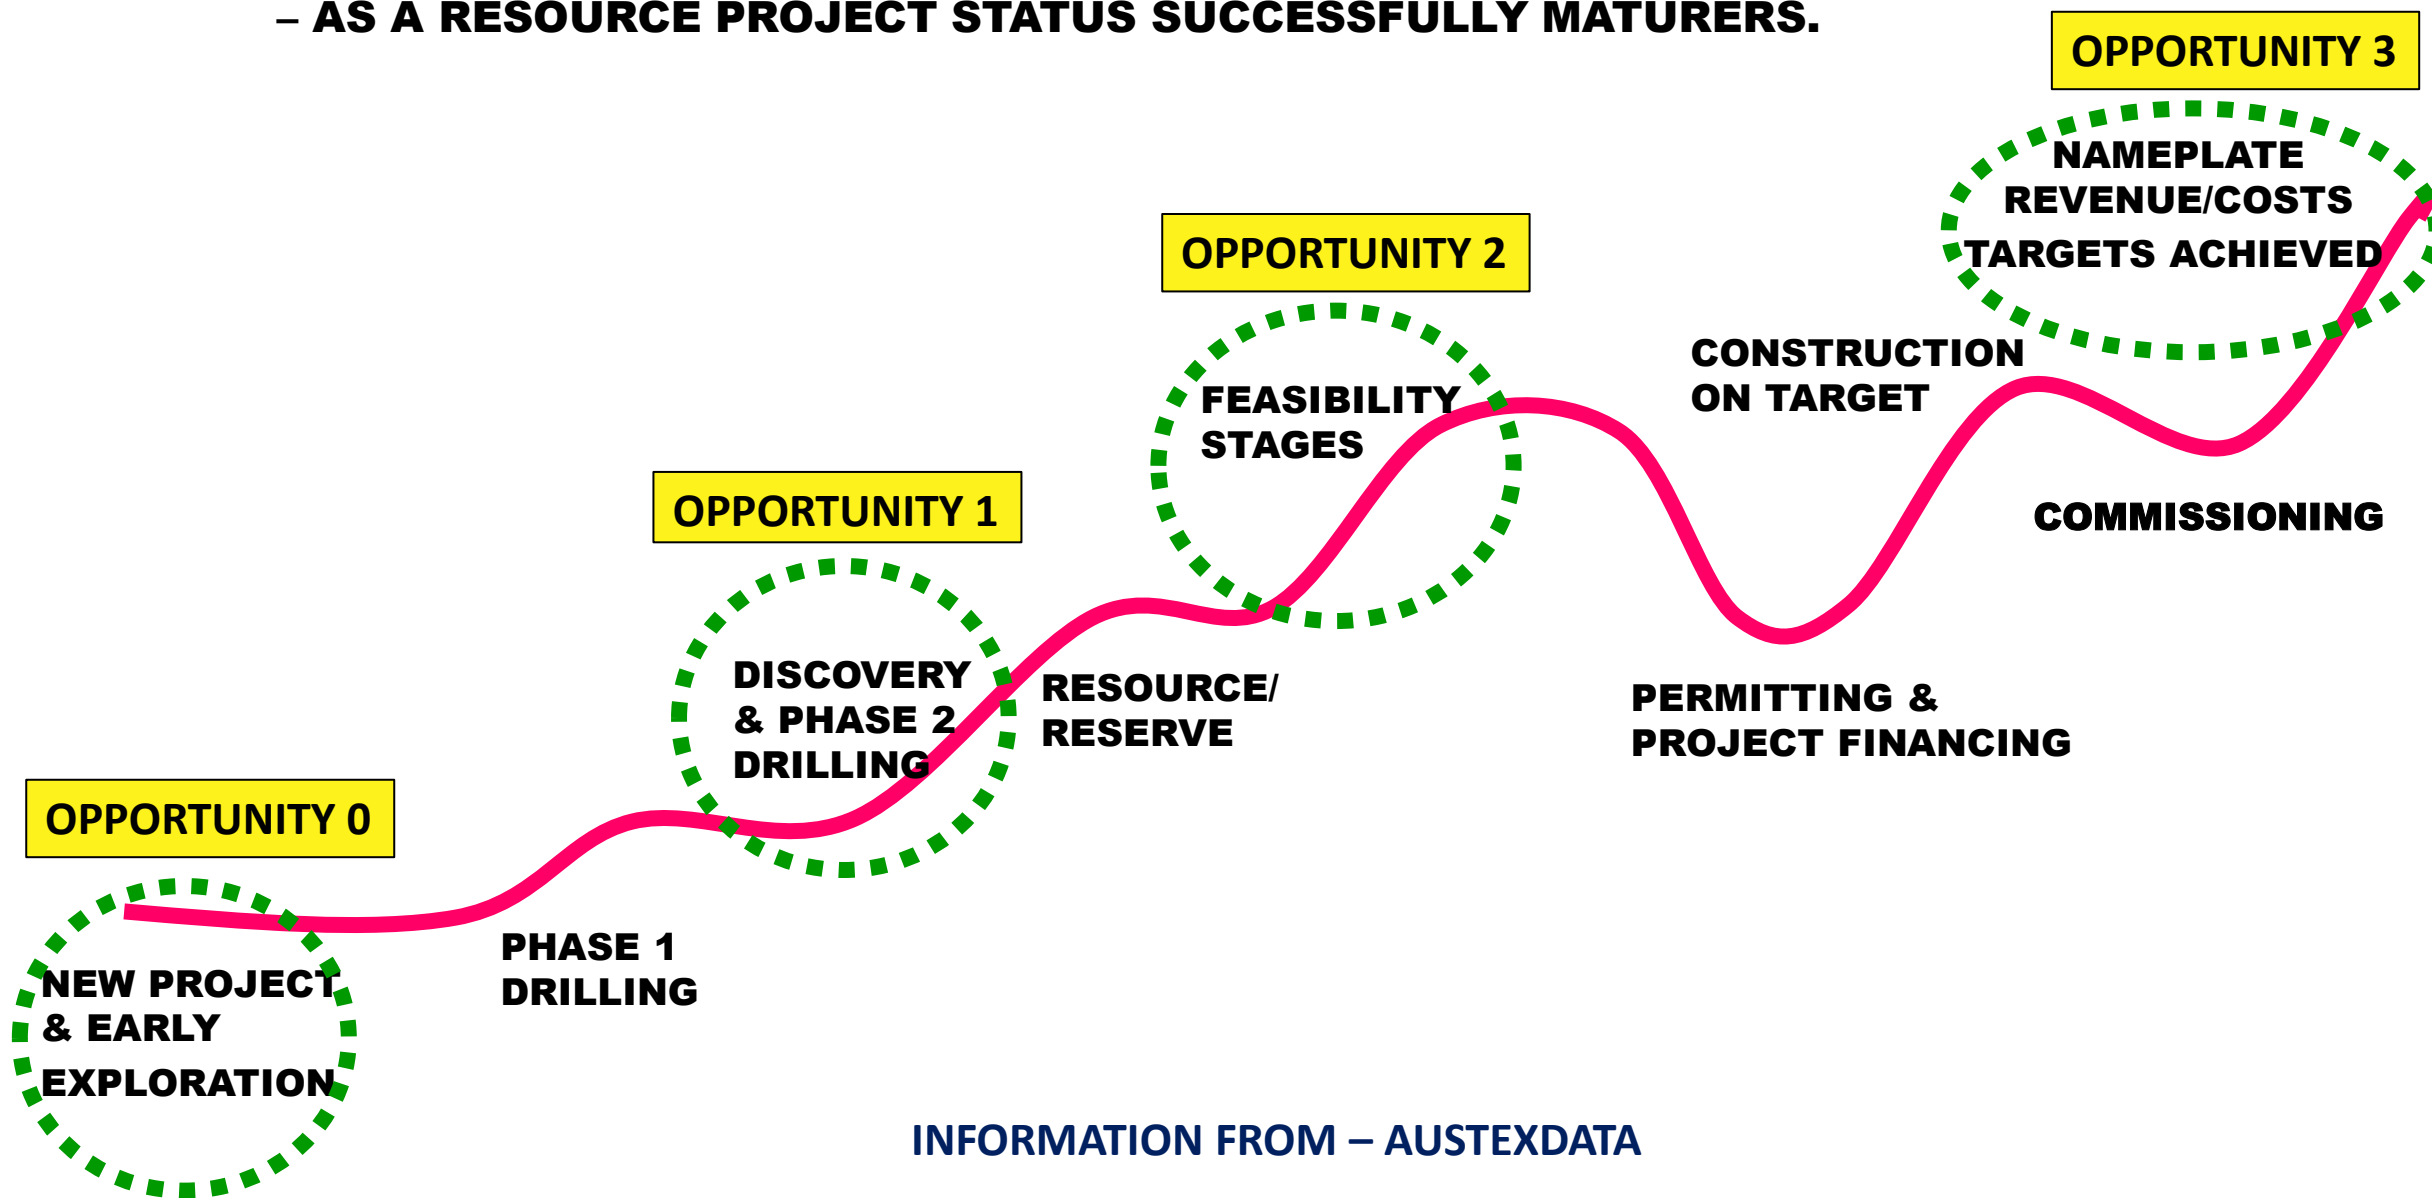 – AS A RESOURCE PROJECT STATUS SUCCESSFULLY MATURERS.
OPPORTUNITY 3
NAMEPLATE
REVENUE/COSTS
TARGETS ACHIEVED
OPPORTUNITY 2
FEASIBILITY
STAGES
CONSTRUCTION
ON TARGET
COMMISSIONING
OPPORTUNITY 1
DISCOVERY
& PHASE 2
DRILLING
RESOURCE/
RESERVE
PERMITTING &
PROJECT FINANCING
OPPORTUNITY 0
NEW PROJECT
& EARLY
EXPLORATION
PHASE 1
DRILLING
INFORMATION FROM – AUSTEXDATA